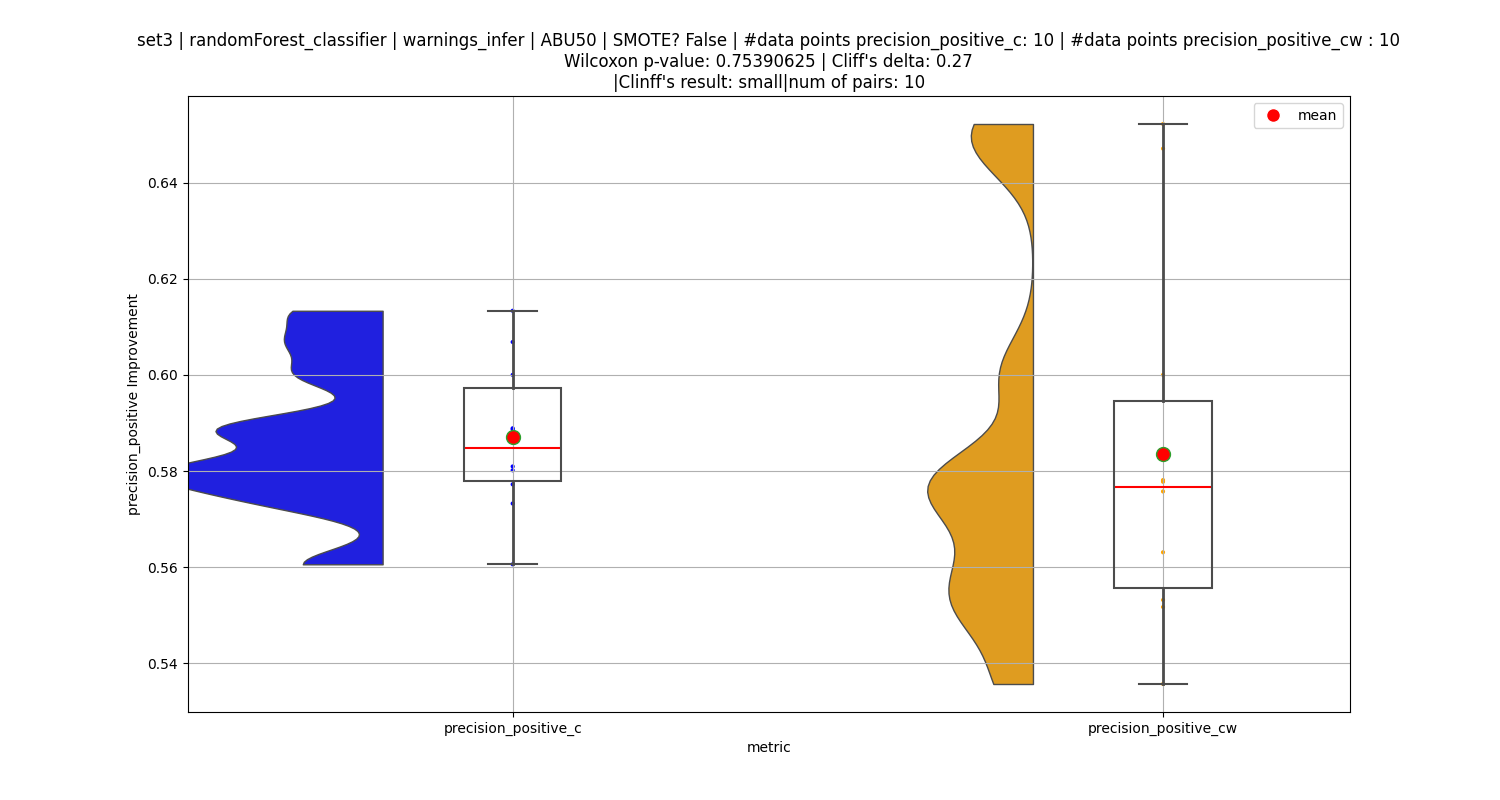 set3 | randomForest_classifier | warnings_infer | ABU50 | SMOTE? False | #data points precision_positive_c: 10 | #data points precision_positive_cw : 10
Wilcoxon p-value: 0.75390625 | Cliff's delta: 0.27
|Clinff's result: small|num of pairs: 10
mean
precision_positive Improvement
0.64
0.62
0.60
0.58
0.56
0.54
precision_positive_c
precision_positive_cw
metric